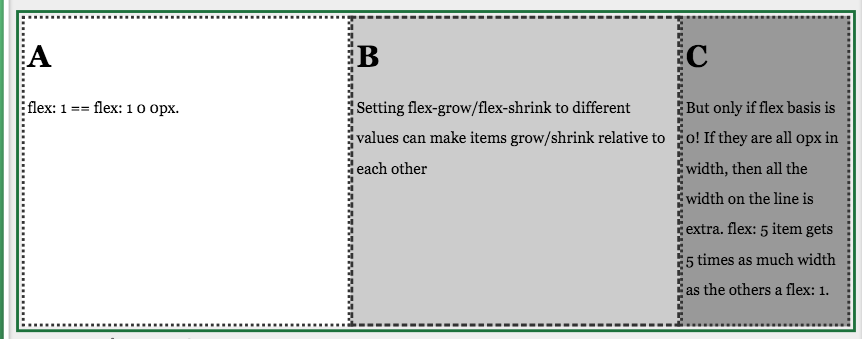 A
flex: 1 == flex: 1 0 0px.
B
Setting flex-grow/flex-shrink to different
values can make items grow/shrink relative to
each other
C
But only if flex basis is
0! If they are all 0px in
width, then all the
width on the line is
extra. flex: 5 item gets
5 times as much width
as the others a flex: 1.